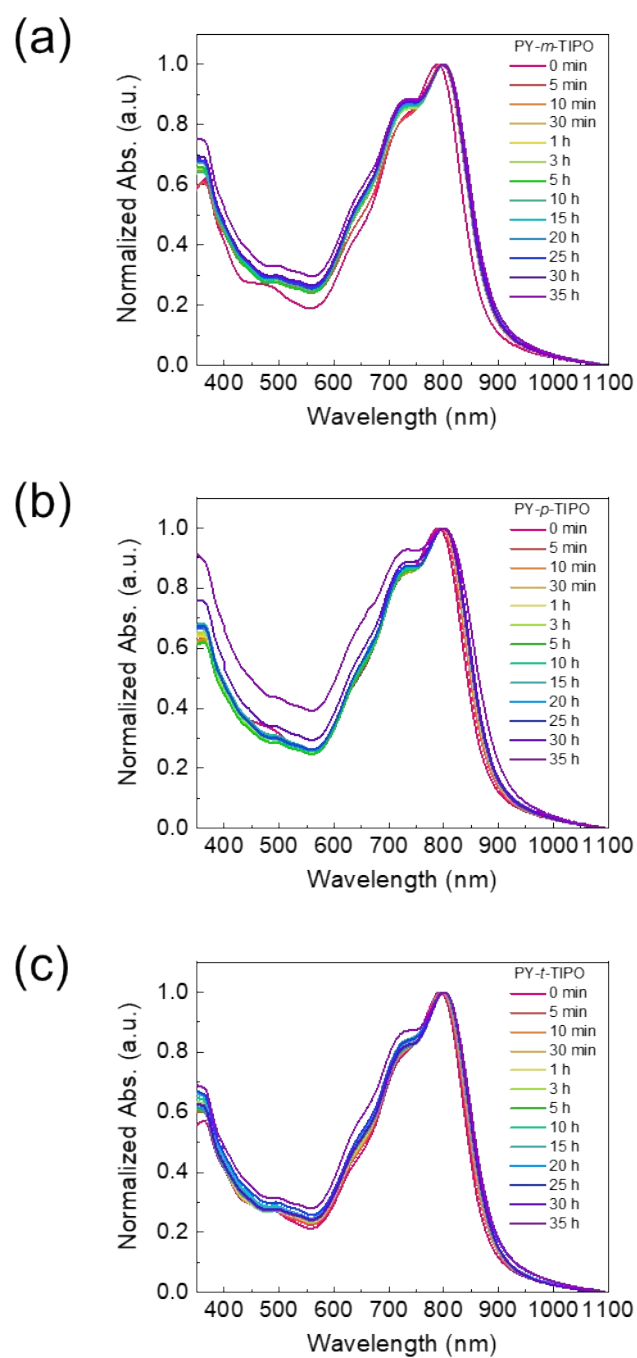 (a)
PY-m-TIPO
0 min
5 min
10 min
30 min
1 h
3 h
5 h
10 h
15 h
20 h
25 h
30 h
35 h
1.0
0.8
0.6
0.4
0.2
0.0
Normalized Abs. (a.u.)
400 500 600 700 800 900 1000 1100
Wavelength (nm)
(b)
PY-p-TIPO
0 min
5 min
10 min
30 min
1 h
3 h
5 h
10 h
15 h
20 h
25 h
30 h
35 h
1.0
0.8
0.6
0.4
0.2
0.0
Normalized Abs. (a.u.)
400 500 600 700 800 900 1000 1100
Wavelength (nm)
(c)
PY-t-TIPO
0 min
5 min
10 min
30 min
1 h
3 h
5 h
10 h
15 h
20 h
25 h
30 h
35 h
1.0
0.8
0.6
0.4
0.2
0.0
Normalized Abs. (a.u.)
400 500 600 700 800 900 1000 1100
Wavelength (nm)